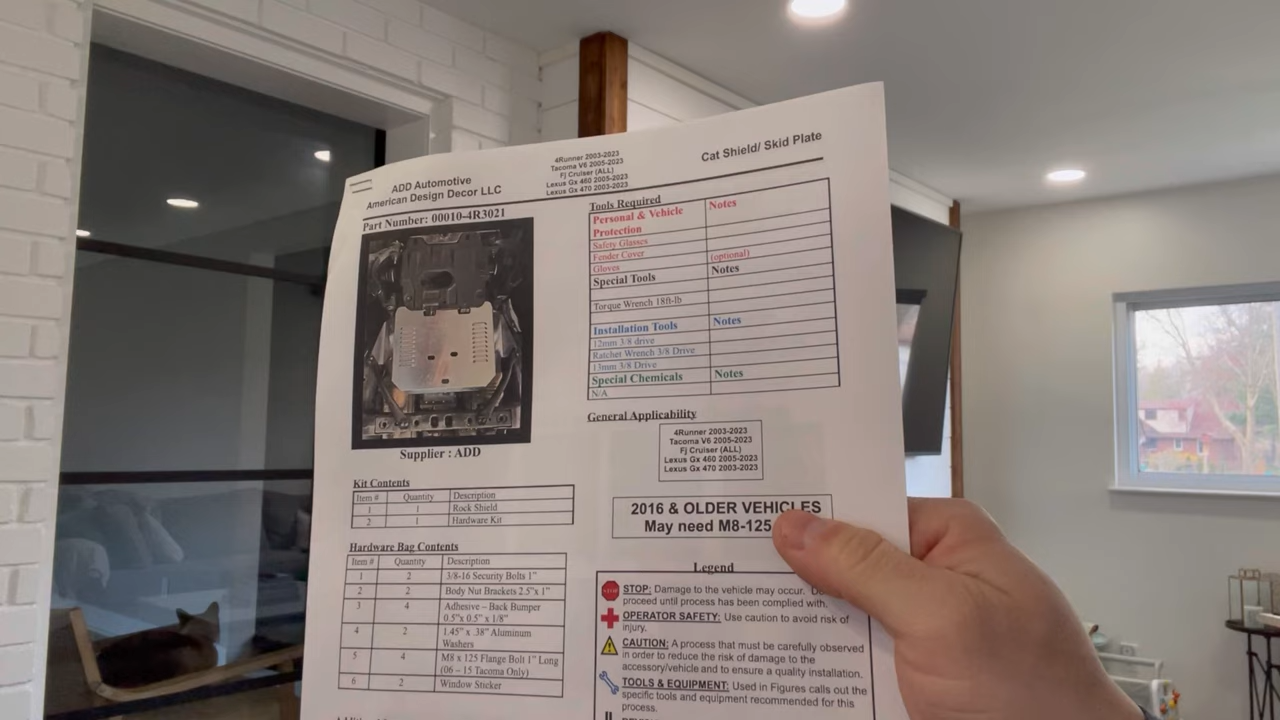 ADD Automotive
American Design Decor LLC
4Runner 2003-2023
Tacoma V6 2005-2023
Fj Cruiser (ALL)
Lexus Gx 460 2005-2023
Lexus Gx 470 2003-2023
Cat Shield/ Skid Plate
Part Number: 00010-4R3021
Supplier : ADD
Kit Contents
Item # Quantity Description
1 1 Rock Shield
2 1 Hardware Kit
Hardware Bag Contents
Item # Quantity Description
1 2 3/8-16 Security Bolts 1”
2 2 Body Nut Brackets 2.5”x 1”
3 4 Adhesive – Back Bumper
0.5”x 0.5” x 1/8”
4 2 1.45” x .38” Aluminum
Washers
5 4 M8 x 125 Flange Bolt 1” Long
(06 – 15 Tacoma Only)
6 2 Window Sticker
Tools Required
Personal & Vehicle Notes
Protection
Safety Glasses
Fender Cover
Gloves (optional)
Special Tools Notes
Torque Wrench 18ft-lb
Installation Tools Notes
12mm 3/8 drive
Ratchet Wrench 3/8 Drive
13mm 3/8 Drive
Special Chemicals Notes
N/A
General Applicability
4Runner 2003-2023
Tacoma V6 2005-2023
Fj Cruiser (ALL)
Lexus Gx 460 2005-2023
Lexus Gx 470 2003-2023
2016 & OLDER VEHICLES
May need M8-125
Legend
STOP: Damage to the vehicle may occur.
proceed until process has been complied with.
OPERATOR SAFETY: Use caution to avoid risk of
injury.
CAUTION: A process that must be carefully observed
in order to reduce the risk of damage to the
accessory/vehicle and to ensure a quality installation.
TOOLS & EQUIPMENT: Used in Figures calls out the
specific tools and equipment recommended for this
process.